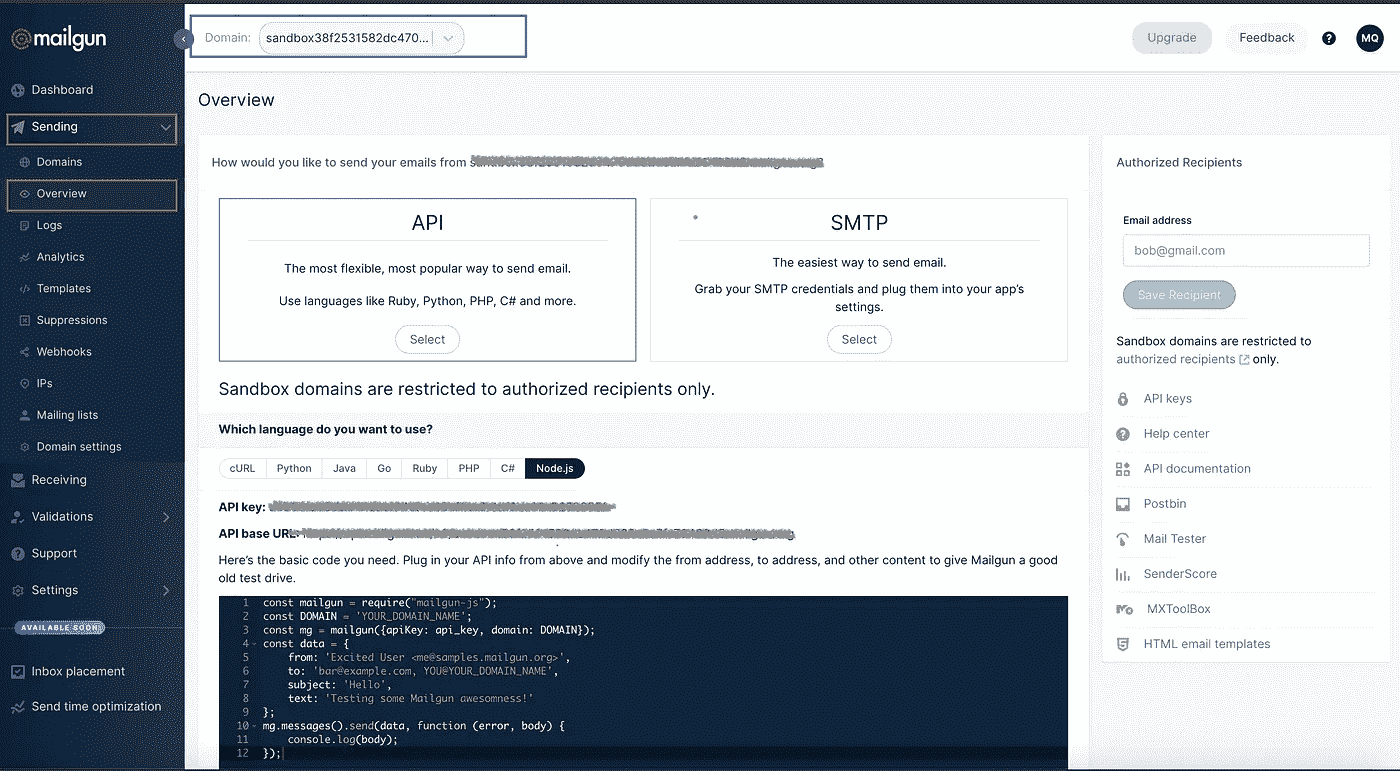 mailgun
Domain: sandbox38f2531582dc470...
Upgrade
Feedback
?
MQ
Dashboard
Sending
Domains
Overview
Logs
Analytics
Templates
Suppressions
Webhooks
IPs
Mailing lists
Domain settings
Receiving
Validations
Support
Settings
AVAILABLE SOON
Inbox placement
Send time optimization
Overview
How would you like to send your emails from
API
The most flexible, most popular way to send email.
Use languages like Ruby, Python, PHP, C# and more.
Select
SMTP
The easiest way to send email.
Grab your SMTP credentials and plug them into your app's
settings.
Select
Sandbox domains are restricted to authorized recipients only.
Which language do you want to use?
cURL Python Java Go Ruby PHP C# Node.js
API key:
API base URL:
Here's the basic code you need. Plug in your API info from above and modify the from address, to address, and other content to give Mailgun a good
old test drive.
1 const mailgun = require("mailgun-js");
2 const DOMAIN = 'YOUR_DOMAIN_NAME';
3 const mg = mailgun({apiKey: api_key, domain: DOMAIN});
4 const data = {
5 from: 'Excited User <me@samples.mailgun.org>',
6 to: 'bar@example.com, YOU@YOUR_DOMAIN_NAME',
7 subject: 'Hello',
8 text: 'Testing some Mailgun awesomness!'
9 };
10 mg.messages().send(data, function (error, body) {
11 console.log(body);
12 });
Authorized Recipients
Email address
bob@gmail.com
Save Recipient
Sandbox domains are restricted to
authorized recipients only.
API keys
Help center
API documentation
Postbin
Mail Tester
SenderScore
MXToolBox
HTML email templates